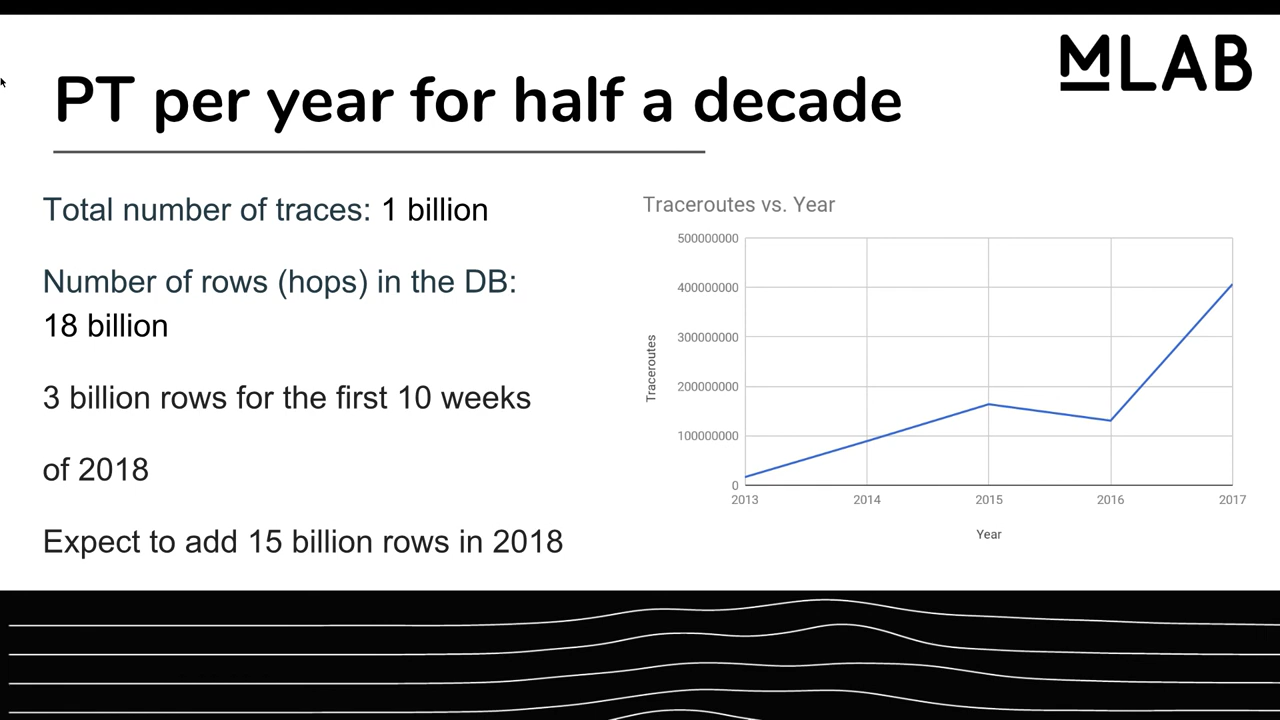 MLAB
PT per year for half a decade
Total number of traces: 1 billion
Number of rows (hops) in the DB:
18 billion
3 billion rows for the first 10 weeks
of 2018
Expect to add 15 billion rows in 2018
Traceroutes vs. Year
500000000
400000000
300000000
200000000
100000000
0
Traceroutes
2013 2014 2015 2016 2017
Year